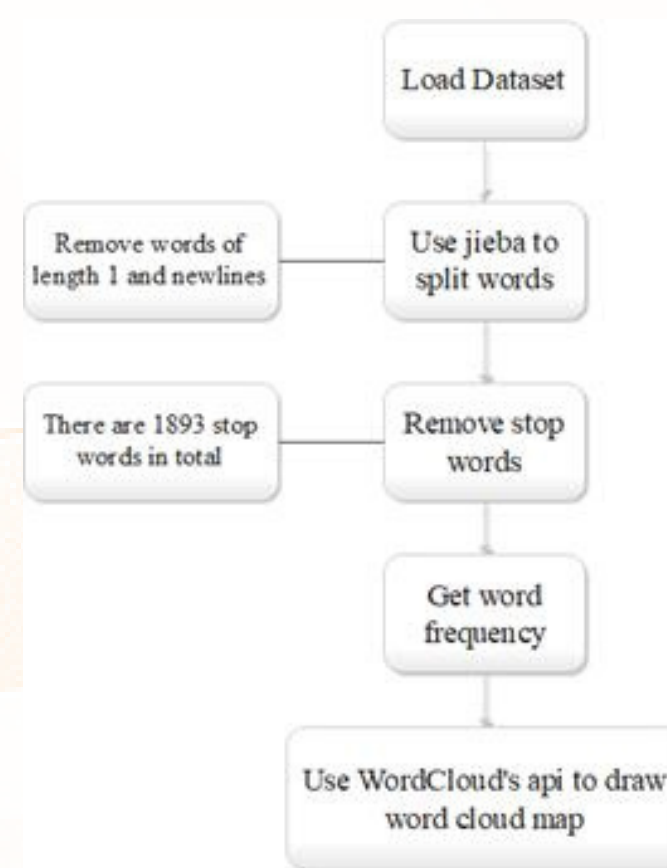 Load Dataset
Remove words of
length 1 and newlines
Use jieba to
split words
There are 1893 stop
words in total
Remove stop
words
Get word
frequency
Use WordCloud's api to draw
word cloud map